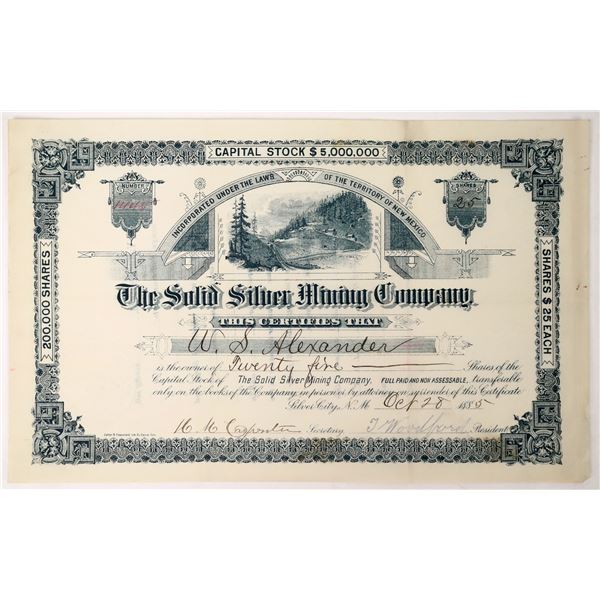 CAPITAL STOCK $5,000,000
INCORPORATED UNDER THE LAWS OF THE TERRITORY OF NEW MEXICO
NUMBER
SHARES
25
200,000 SHARES
SHARES $25 EACH
The Solid Silver Mining Company
THIS CERTIFIES THAT
W. S. Alexander
is the owner of Twenty five Shares of the
Capital Stock of The Solid Silver Mining Company. FULL PAID AND NON ASSESSABLE, transferable
only on the books of the Company in person or by attorney on surrender of this Certificate
Silver City, N.M. Oct 28 1885
H. M. Carpenter Secretary. President